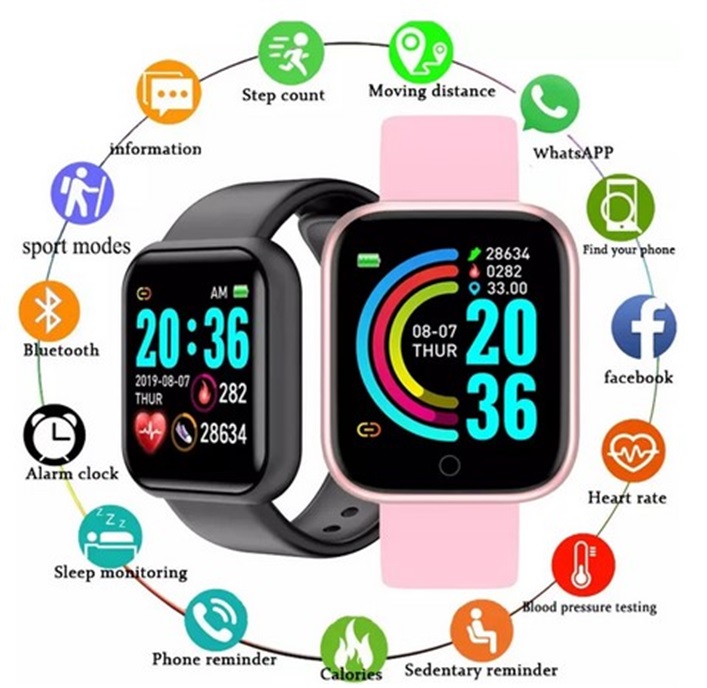 Step count
Moving distance
information
WhatsAPP
sport modes
Find your phone
Bluetooth
facebook
Alarm clock
Heart rate
Sleep monitoring
Blood pressure testing
Phone reminder
Calories
Sedentary reminder
AM
20:36
2019-08-07
THUR
282
28634
28634
0282
33.00
08-07
THUR
20
36
z Z Z
f